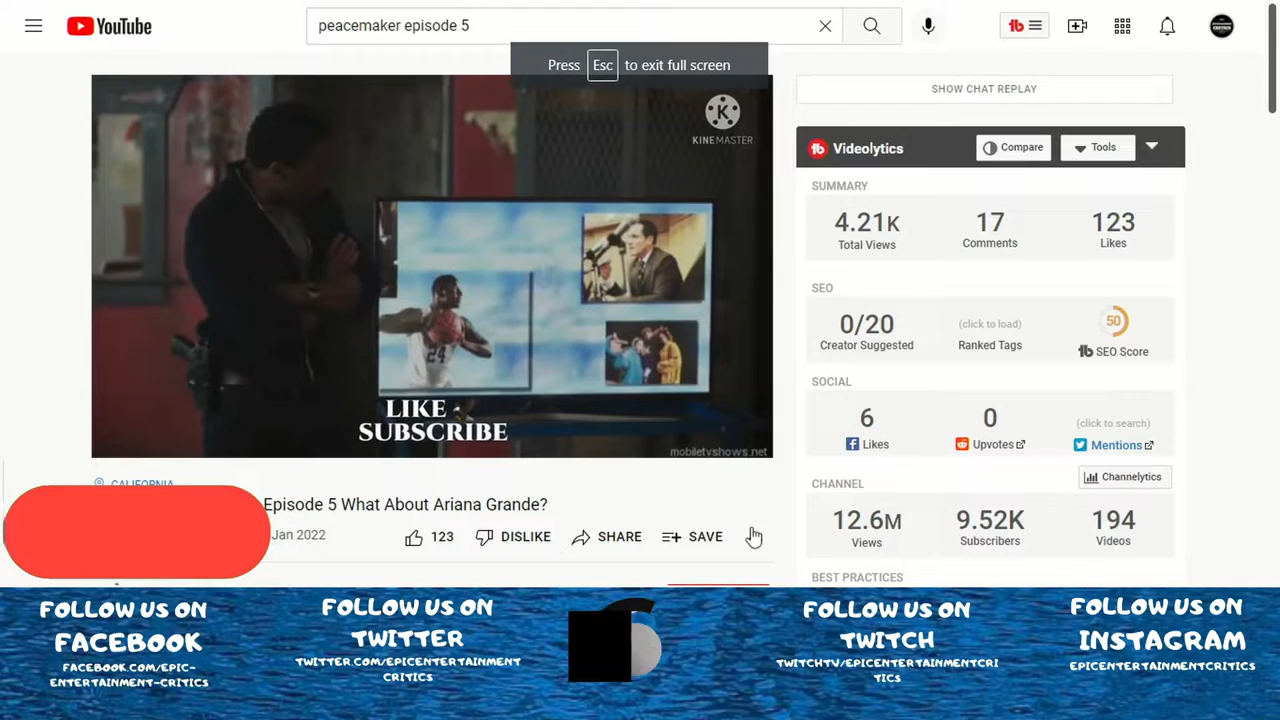 YouTube
peacemaker episode 5
Press Esc to exit full screen
KINEMASTER
24
LIKE
SUBSCRIBE
mobiletvshows.net
CALIFORNIA
Episode 5 What About Ariana Grande?
Jan 2022
123
DISLIKE
SHARE
SAVE
SHOW CHAT REPLAY
tb Videolytics
Compare
Tools
SUMMARY
4.21K
Total Views
17
Comments
123
Likes
SEO
0/20
Creator Suggested
(click to load)
Ranked Tags
50
tb SEO Score
SOCIAL
6
Likes
0
Upvotes
(click to search)
Mentions
Channelytics
CHANNEL
12.6M
Views
9.52K
Subscribers
194
Videos
BEST PRACTICES
FOLLOW US ON
FACEBOOK
FACEBOOK.COM/EPIC-
ENTERTAINMENT-CRITICS
FOLLOW US ON
TWITTER
TWITTER.COM/EPICENTERTAINMENT
CRITICS
FOLLOW US ON
TWITCH
TWITCHTV/EPICENTERTAINMENTCRI
TICS
FOLLOW US ON
INSTAGRAM
EPICENTERTAINMENTCRITICS